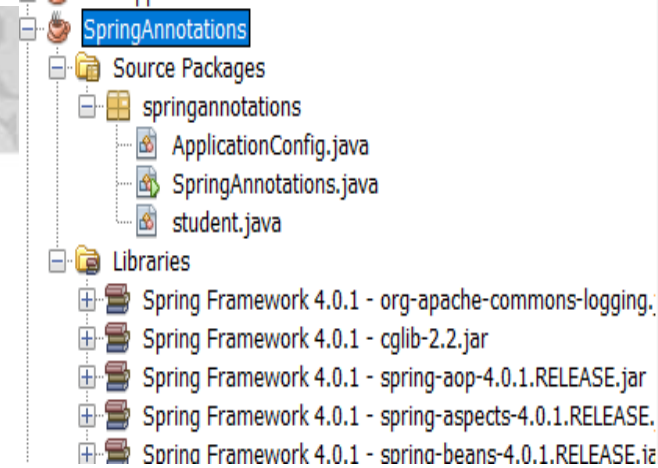 SpringAnnotations
Source Packages
springannotations
ApplicationConfig.java
SpringAnnotations.java
student.java
Libraries
Spring Framework 4.0.1 - org-apache-commons-logging.
Spring Framework 4.0.1 - cglib-2.2.jar
Spring Framework 4.0.1 - spring-aop-4.0.1.RELEASE.jar
Spring Framework 4.0.1 - spring-aspects-4.0.1.RELEASE.
Spring Framework 4.0.1 - spring-beans-4.0.1.RELEASE.ja